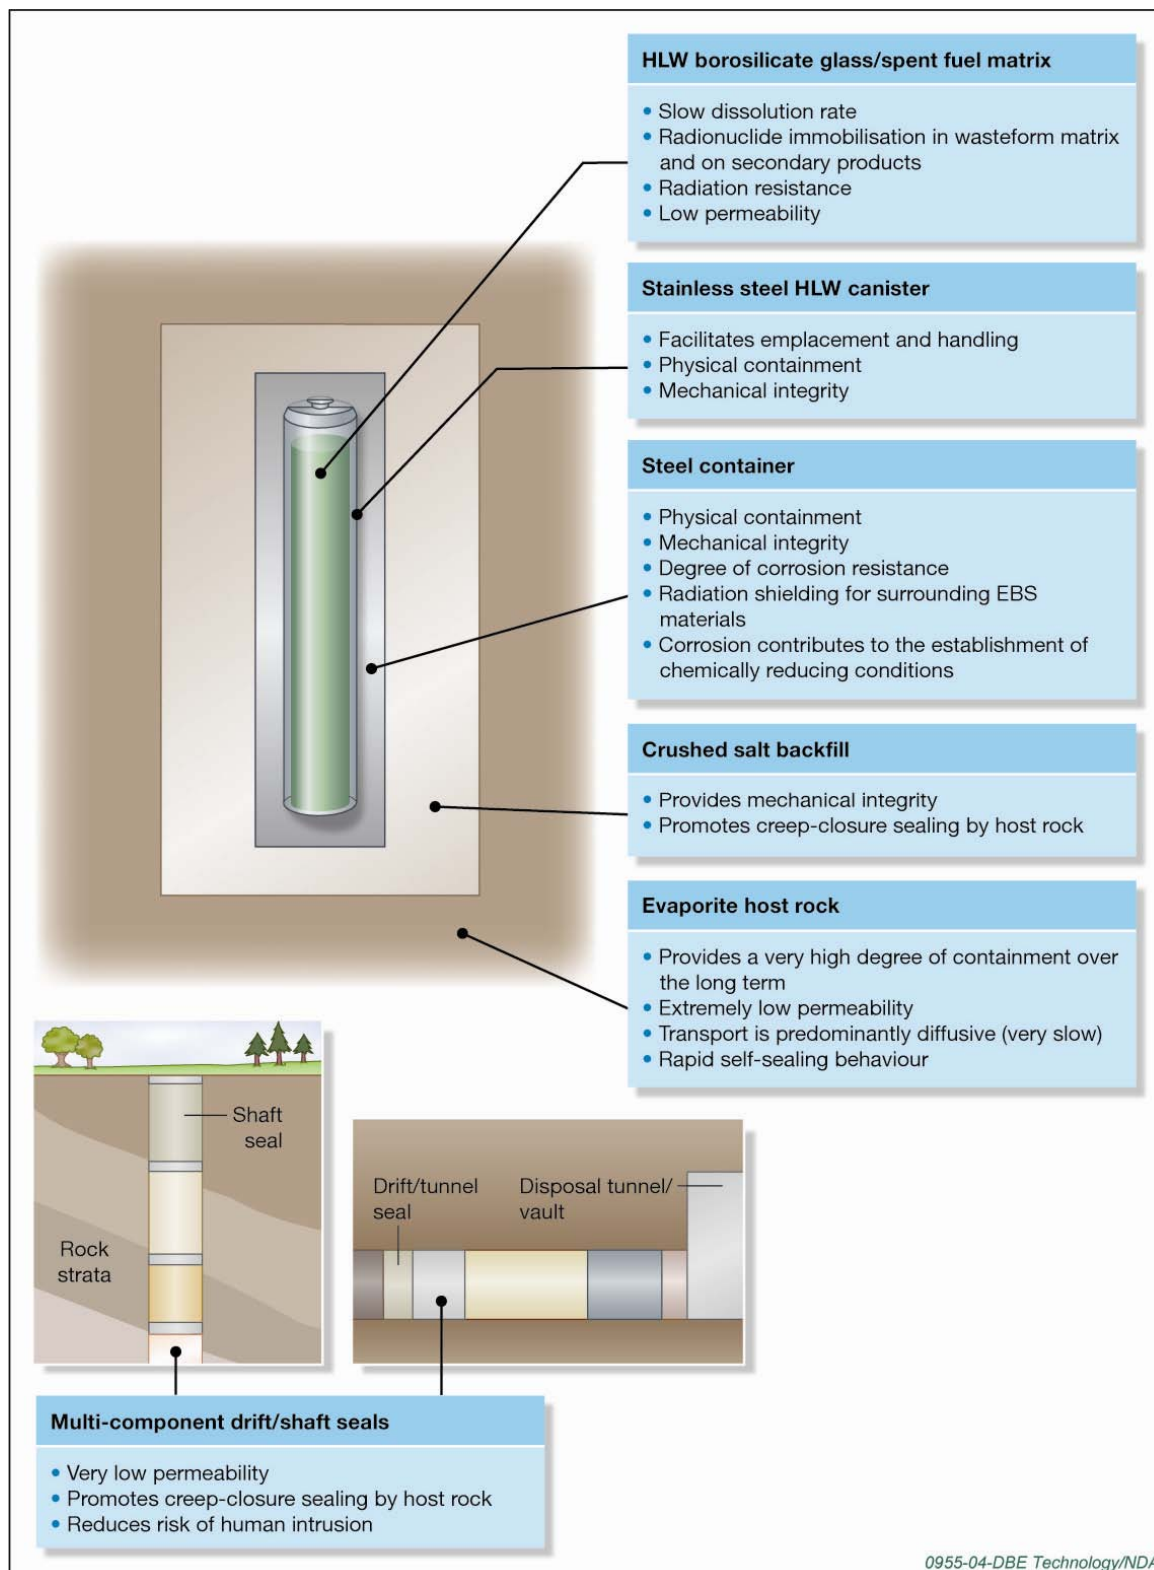 HLW borosilicate glass/spent fuel matrix
• Slow dissolution rate
• Radionuclide immobilisation in wasteform matrix
and on secondary products
• Radiation resistance
• Low permeability
Stainless steel HLW canister
• Facilitates emplacement and handling
• Physical containment
• Mechanical integrity
Steel container
• Physical containment
• Mechanical integrity
• Degree of corrosion resistance
• Radiation shielding for surrounding EBS
materials
• Corrosion contributes to the establishment of
chemically reducing conditions
Crushed salt backfill
• Provides mechanical integrity
• Promotes creep-closure sealing by host rock
Evaporite host rock
• Provides a very high degree of containment over
the long term
• Extremely low permeability
• Transport is predominantly diffusive (very slow)
• Rapid self-sealing behaviour
Shaft
seal
Rock
strata
Drift/tunnel
seal
Disposal tunnel/
vault
Multi-component drift/shaft seals
• Very low permeability
• Promotes creep-closure sealing by host rock
• Reduces risk of human intrusion
0955-04-DBE Technology/NDA